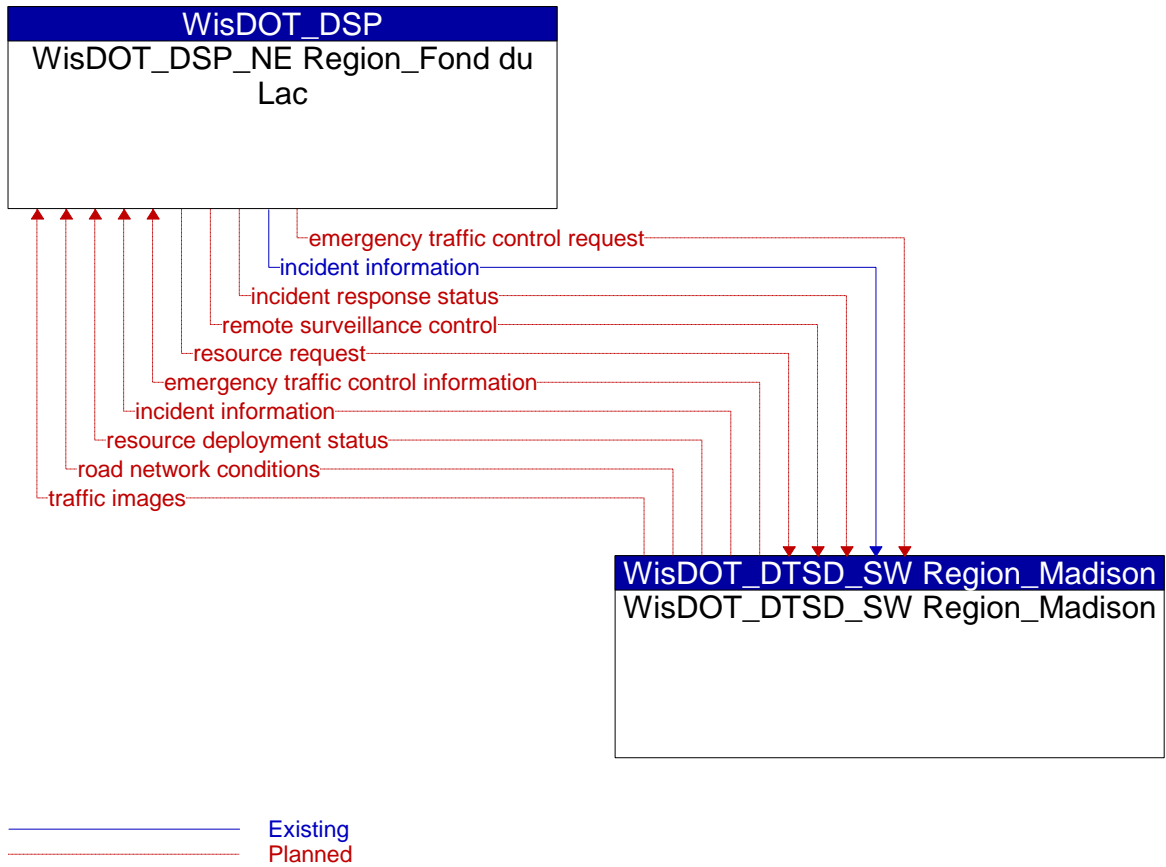 WisDOT_DSP
WisDOT_DSP_NE Region_Fond du
Lac
emergency traffic control request
incident information
incident response status
remote surveillance control
resource request
emergency traffic control information
incident information
resource deployment status
road network conditions
traffic images
WisDOT_DTSD_SW Region_Madison
WisDOT_DTSD_SW Region_Madison
Existing
Planned